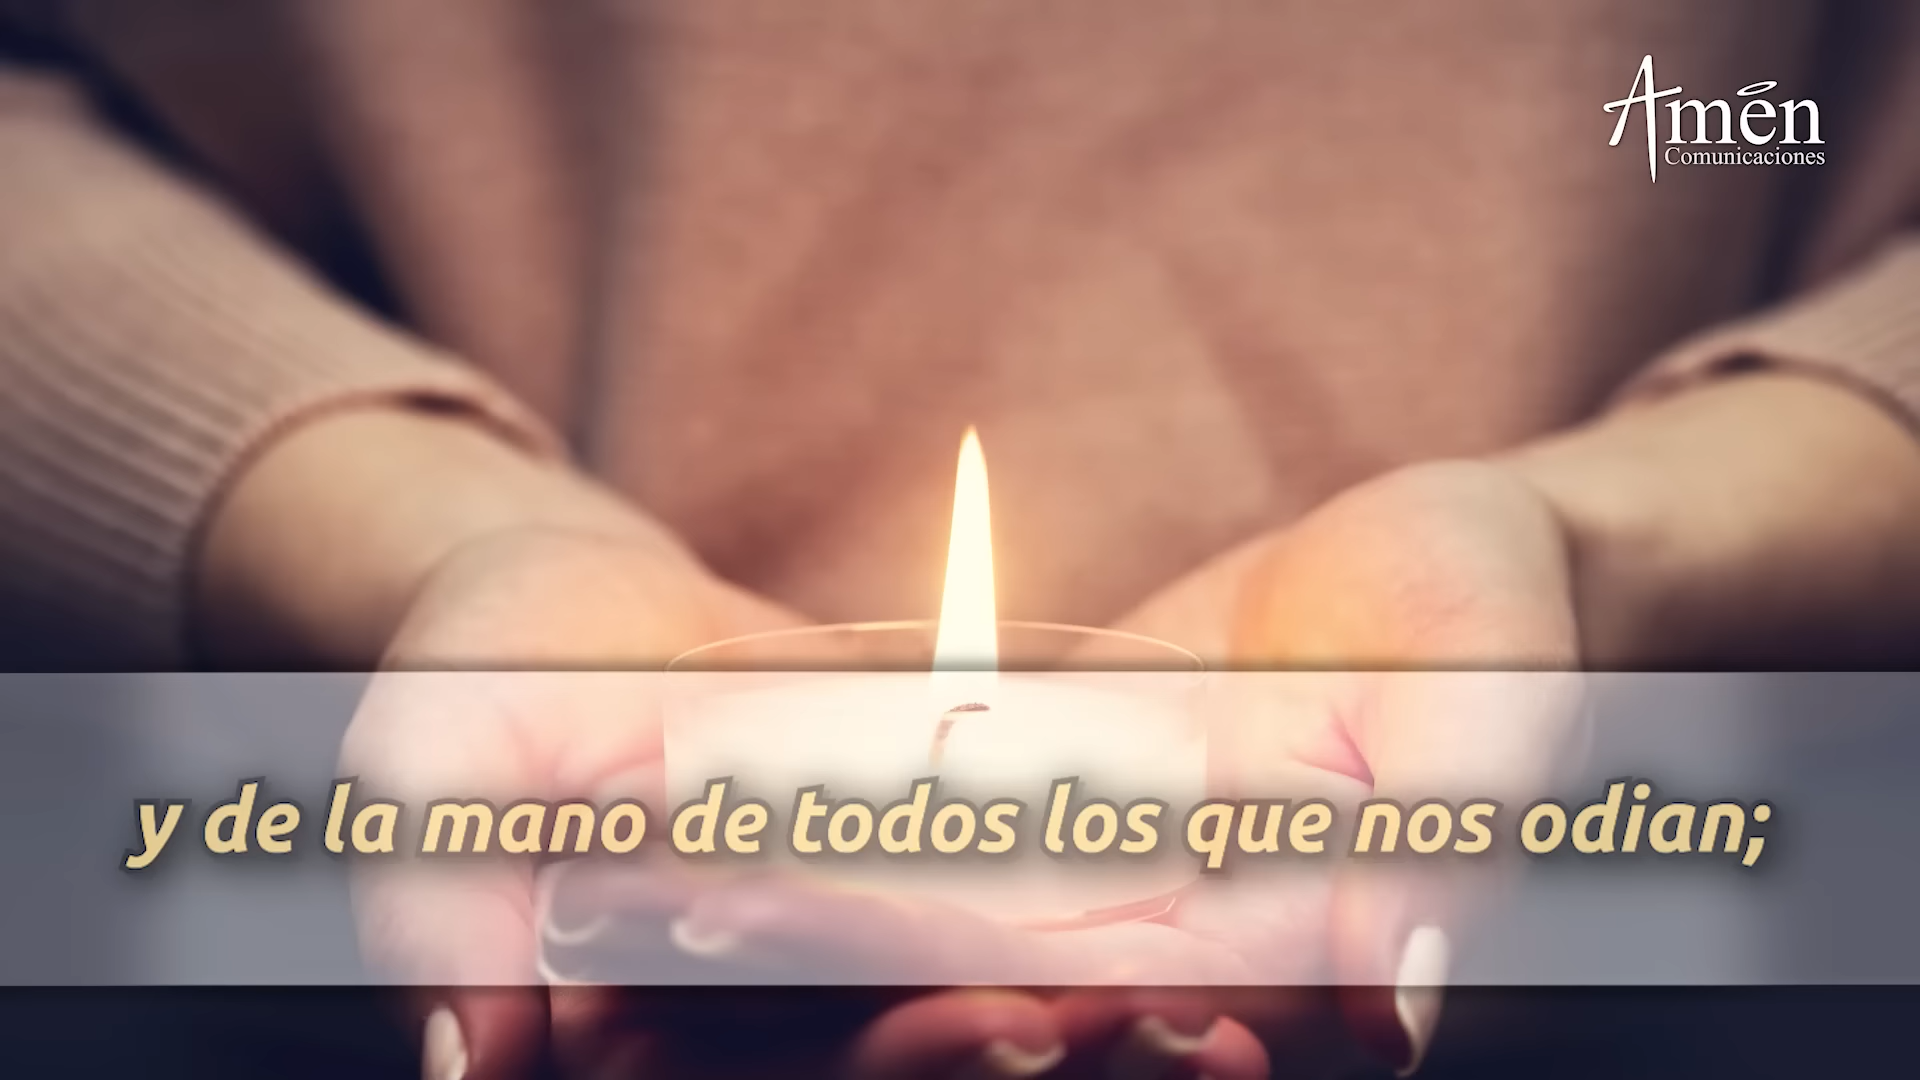 Amén
Comunicaciones
y de la mano de todos los que nos odian;